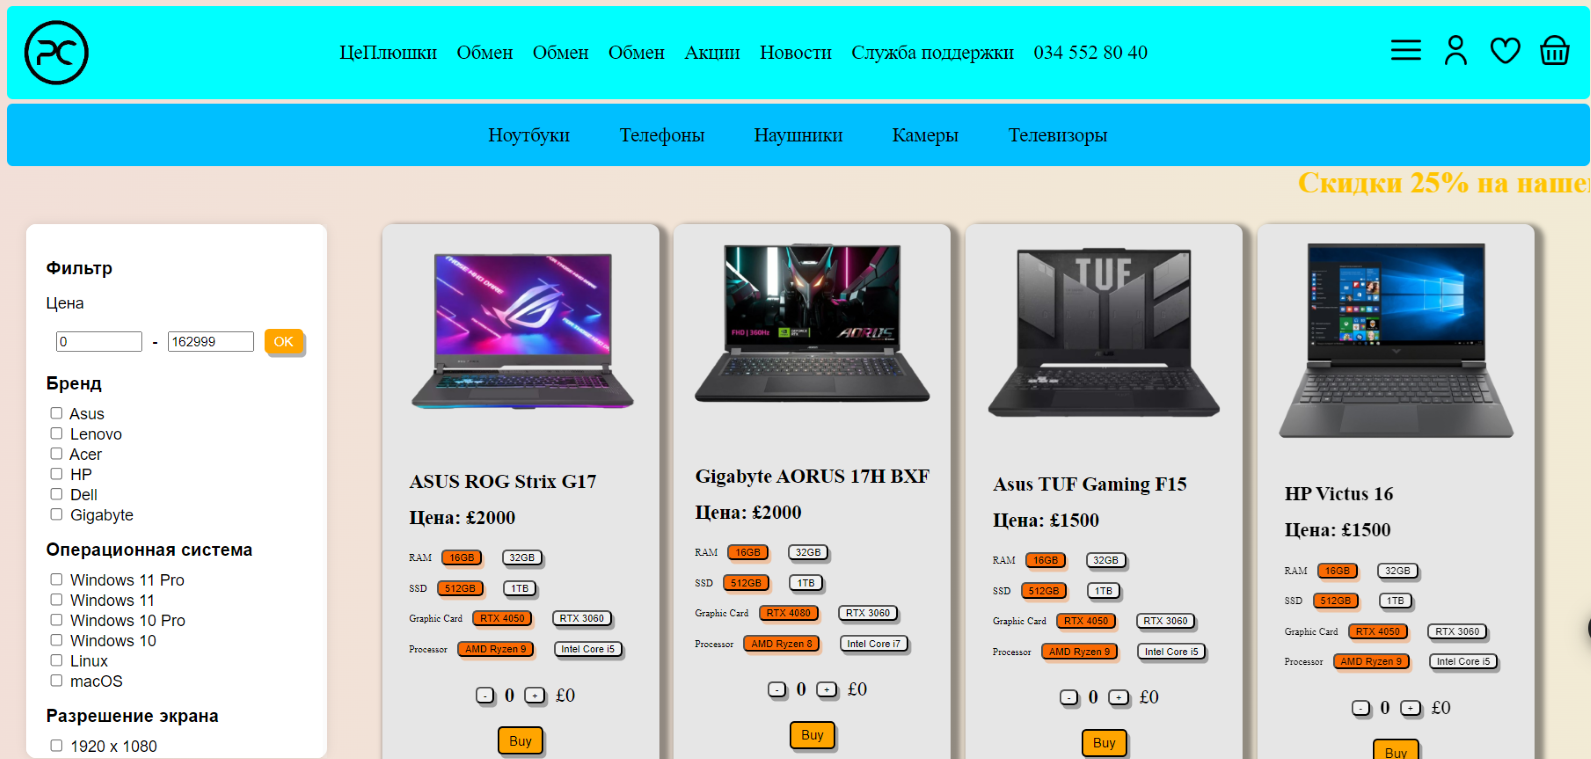 PC
ЦеПлюшки Обмен Обмен Обмен Акции Новости Служба поддержки 034 552 80 40
Ноутбуки Телефоны Наушники Камеры Телевизоры
Скидки 25% на наше
Фильтр
Цена
0 - 162999 OK
Бренд
Asus
Lenovo
Acer
HP
Dell
Gigabyte
Операционная система
Windows 11 Pro
Windows 11
Windows 10 Pro
Windows 10
Linux
macOS
Разрешение экрана
1920 x 1080
ASUS ROG Strix G17
Цена: £2000
RAM 16GB 32GB
SSD 512GB 1TB
Graphic Card RTX 4050 RTX 3060
Processor AMD Ryzen 9 Intel Core i5
- 0 + £0
Buy
FHD | 360Hz
AORUS
Gigabyte AORUS 17H BXF
Цена: £2000
RAM 16GB 32GB
SSD 512GB 1TB
Graphic Card RTX 4080 RTX 3060
Processor AMD Ryzen 8 Intel Core i7
- 0 + £0
Buy
TUF
Asus TUF Gaming F15
Цена: £1500
RAM 16GB 32GB
SSD 512GB 1TB
Graphic Card RTX 4050 RTX 3060
Processor AMD Ryzen 9 Intel Core i5
- 0 + £0
Buy
HP Victus 16
Цена: £1500
RAM 16GB 32GB
SSD 512GB 1TB
Graphic Card RTX 4050 RTX 3060
Processor AMD Ryzen 9 Intel Core i5
- 0 + £0
Buy